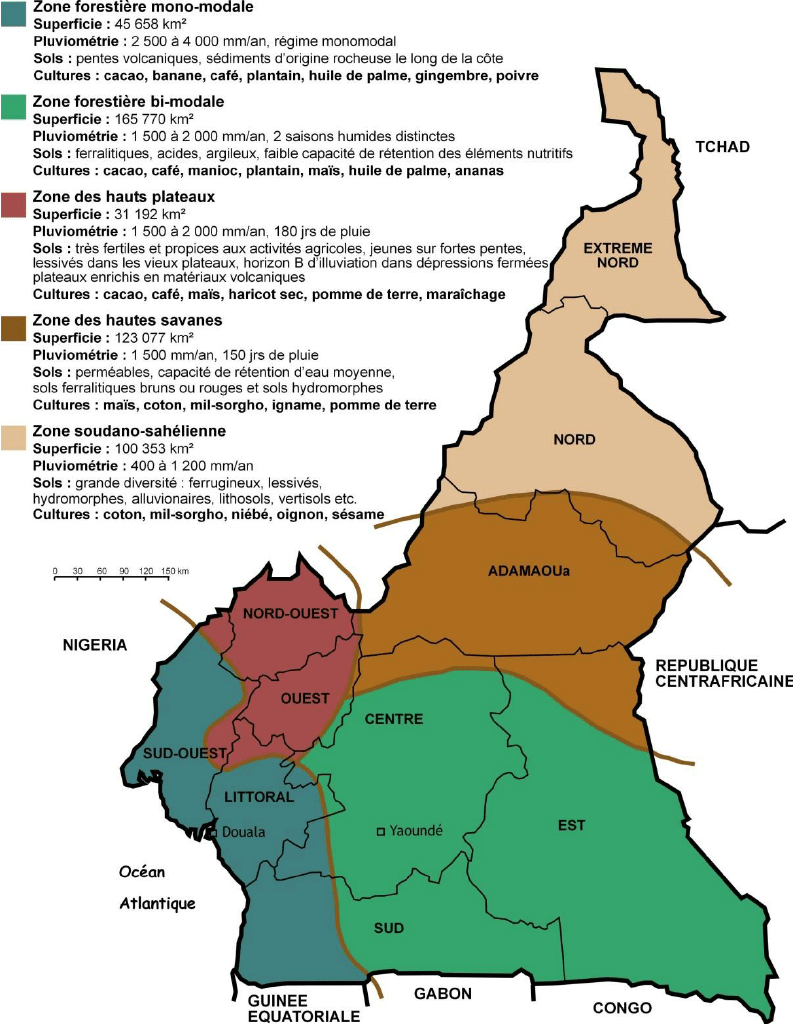 Zone forestière mono-modale
Superficie : 45 658 km²
Pluviométrie : 2 500 à 4 000 mm/an, régime monomodal
Sols : pentes volcaniques, sédiments d'origine rocheuse le long de la côte
Cultures : cacao, banane, café, plantain, huile de palme, gingembre, poivre
Zone forestière bi-modale
Superficie : 165 770 km²
Pluviométrie : 1 500 à 2 000 mm/an, 2 saisons humides distinctes
Sols : ferralitiques, acides, argileux, faible capacité de rétention des éléments nutritifs
Cultures : cacao, café, manioc, plantain, maïs, huile de palme, ananas
Zone des hauts plateaux
Superficie : 31 192 km²
Pluviométrie : 1 500 à 2 000 mm/an, 180 jrs de pluie
Sols : très fertiles et propices aux activités agricoles, jeunes sur fortes pentes,
lessivés dans les vieux plateaux, horizon B d'illuviation dans dépressions fermées
plateaux enrichis en matériaux volcaniques
Cultures : cacao, café, maïs, haricot sec, pomme de terre, maraîchage
Zone des hautes savanes
Superficie : 123 077 km²
Pluviométrie : 1 500 mm/an, 150 jrs de pluie
Sols : perméables, capacité de rétention d'eau moyenne,
sols ferralitiques bruns ou rouges et sols hydromorphes
Cultures : maïs, coton, mil-sorgho, igname, pomme de terre
Zone soudano-sahélienne
Superficie : 100 353 km²
Pluviométrie : 400 à 1 200 mm/an
Sols : grande diversité : ferrugineux, lessivés,
hydromorphes, alluvionaires, lithosols, vertisols etc.
Cultures : coton, mil-sorgho, niébé, oignon, sésame
TCHAD
EXTREME
NORD
NORD
0 30 60 90 120 150 km
ADAMAOUa
NORD-OUEST
NIGERIA
REPUBLIQUE
CENTRAFRICAINE
OUEST
CENTRE
SUD-OUEST
LITTORAL
Douala
Yaoundé
EST
Océan
Atlantique
SUD
GUINEE
EQUATORIALE
GABON
CONGO